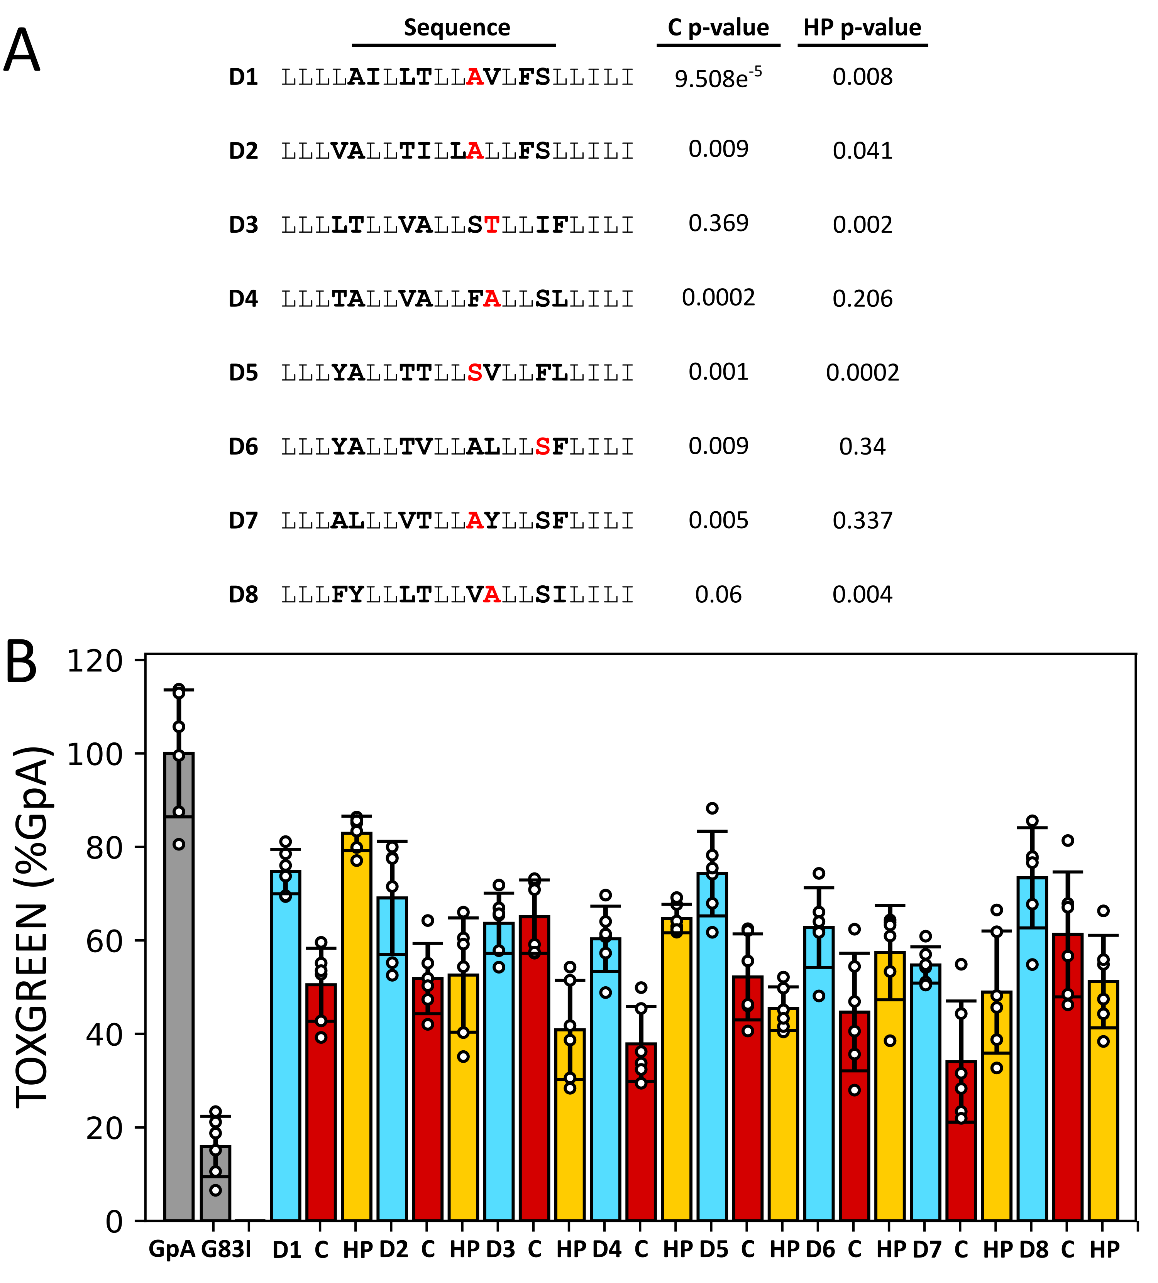 A
Sequence C p-value HP p-value
D1 LLLLAILLTLLAVLFSLLILI 9.508e-5 0.008
D2 LLLVALLTILLALLFSLLILI 0.009 0.041
D3 LLLLTLLVALLSTLLIFLILI 0.369 0.002
D4 LLLTALLVALLFALLSLLILI 0.0002 0.206
D5 LLLYALLTTLLSVLLFLLILI 0.001 0.0002
D6 LLLYALLTVLLALLLSFLILI 0.009 0.34
D7 LLLALLLVTLLAYLLSFLILI 0.005 0.337
D8 LLLFYLLLTLLVALLSILILI 0.06 0.004
B
TOXGREEN (%GpA)
120
100
80
60
40
20
0
GpA G83I D1 C HP D2 C HP D3 C HP D4 C HP D5 C HP D6 C HP D7 C HP D8 C HP